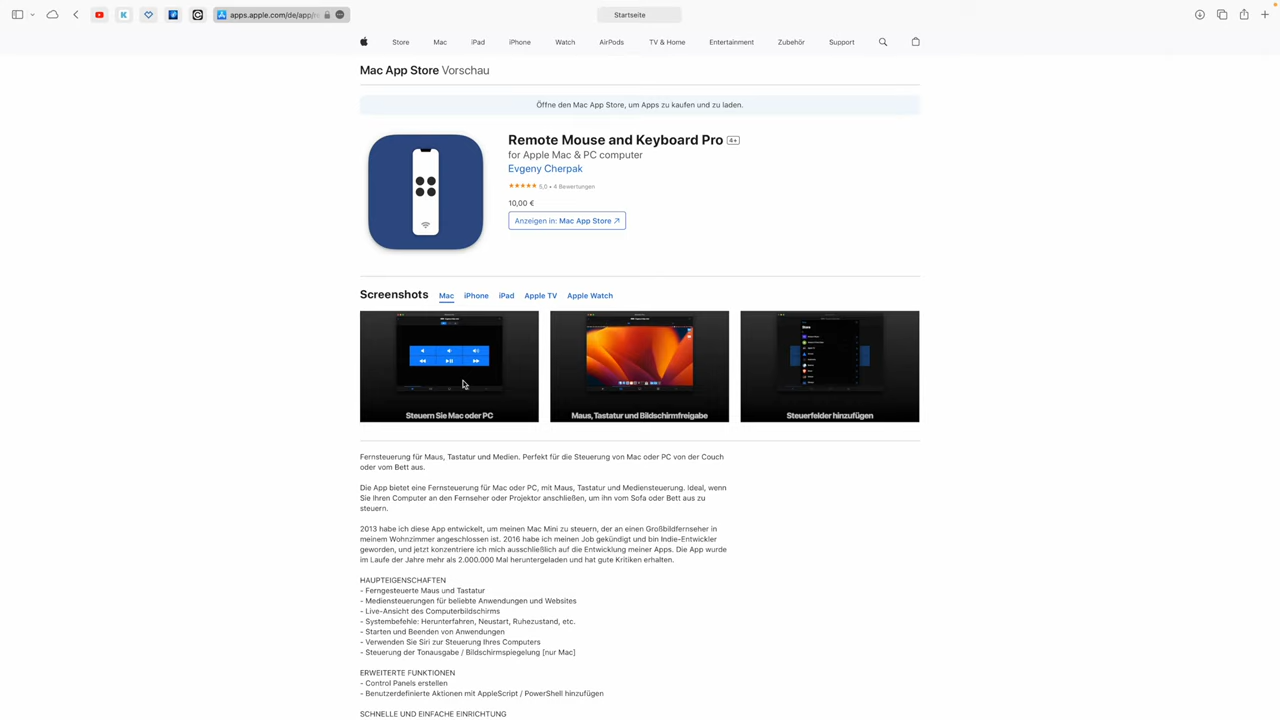 apps.apple.com/de/app/re
Startseite
Store Mac iPad iPhone Watch AirPods TV & Home Entertainment Zubehör Support
Mac App Store Vorschau
Öffne den Mac App Store, um Apps zu kaufen und zu laden.
Remote Mouse and Keyboard Pro 4+
for Apple Mac & PC computer
Evgeny Cherpak
★★★★★ 5,0 • 4 Bewertungen
10,00 €
Anzeigen in: Mac App Store ↗
Screenshots Mac iPhone iPad Apple TV Apple Watch
Steuern Sie Mac oder PC
Maus, Tastatur und Bildschirmfreigabe
Steuerfelder hinzufügen
Fernsteuerung für Maus, Tastatur und Medien. Perfekt für die Steuerung von Mac oder PC von der Couch
oder vom Bett aus.
Die App bietet eine Fernsteuerung für Mac oder PC, mit Maus, Tastatur und Mediensteuerung. Ideal, wenn
Sie Ihren Computer an den Fernseher oder Projektor anschließen, um ihn vom Sofa oder Bett aus zu
steuern.
2013 habe ich diese App entwickelt, um meinen Mac Mini zu steuern, der an einen Großbildfernseher in
meinem Wohnzimmer angeschlossen ist. 2016 habe ich meinen Job gekündigt und bin Indie-Entwickler
geworden, und jetzt konzentriere ich mich ausschließlich auf die Entwicklung meiner Apps. Die App wurde
im Laufe der Jahre mehr als 2.000.000 Mal heruntergeladen und hat gute Kritiken erhalten.
HAUPTEIGENSCHAFTEN
- Ferngesteuerte Maus und Tastatur
- Mediensteuerungen für beliebte Anwendungen und Websites
- Live-Ansicht des Computerbildschirms
- Systembefehle: Herunterfahren, Neustart, Ruhezustand, etc.
- Starten und Beenden von Anwendungen
- Verwenden Sie Siri zur Steuerung Ihres Computers
- Steuerung der Tonausgabe / Bildschirmspiegelung [nur Mac]
ERWEITERTE FUNKTIONEN
- Control Panels erstellen
- Benutzerdefinierte Aktionen mit AppleScript / PowerShell hinzufügen
SCHNELLE UND EINFACHE EINRICHTUNG